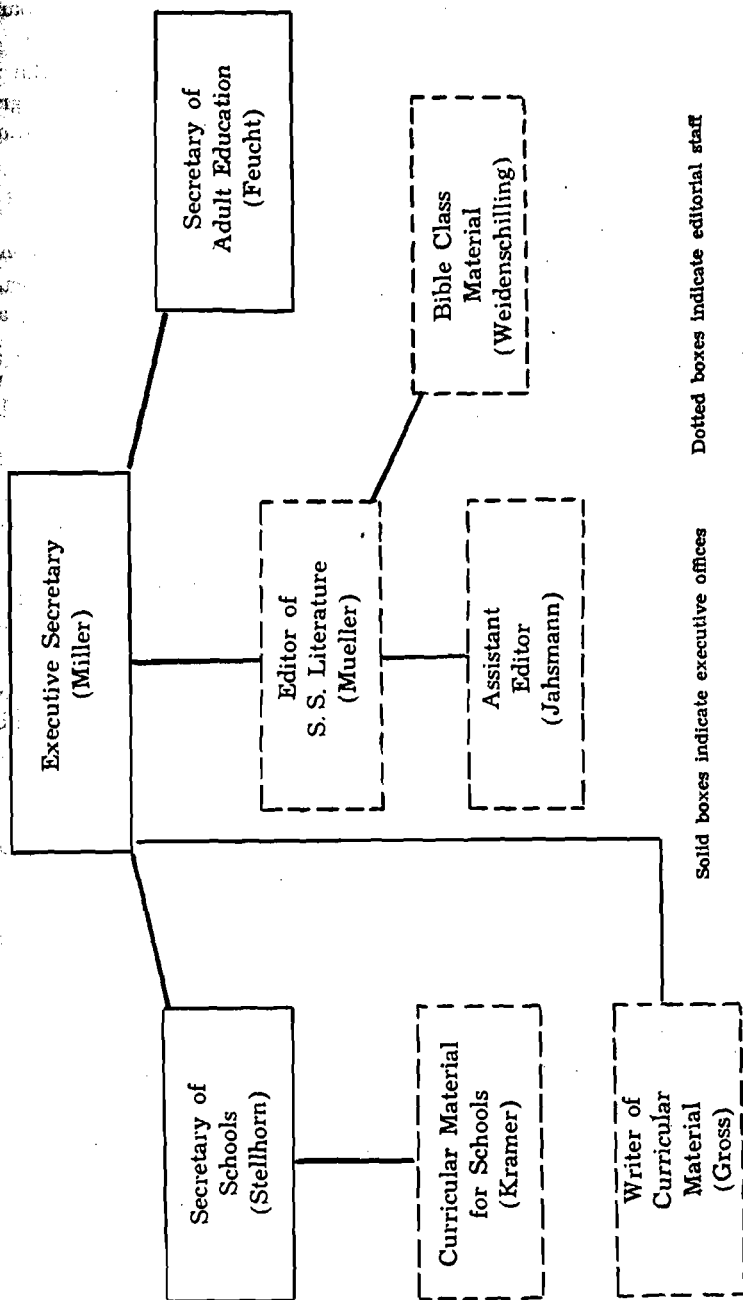 Executive Secretary
(Miller)
Secretary of
Schools
(Stellhorn)
Secretary of
Adult Education
(Feucht)
Editor of
S. S. Literature
(Mueller)
Curricular Material
for Schools
(Kramer)
Assistant
Editor
(Jahsmann)
Bible Class
Material
(Weidenschilling)
Writer of
Curricular
Material
(Gross)
Solid boxes indicate executive offices
Dotted boxes indicate editorial staff